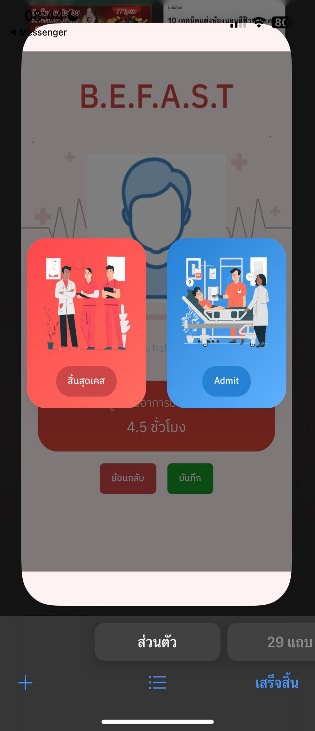 Messenger
80
B.E.F.A.S.T
สิ้นสุดเคส
Admit
4.5 ชั่วโมง
ย้อนกลับ
บันทึก
ส่วนตัว
29 แถบ
เสร็จสิ้น